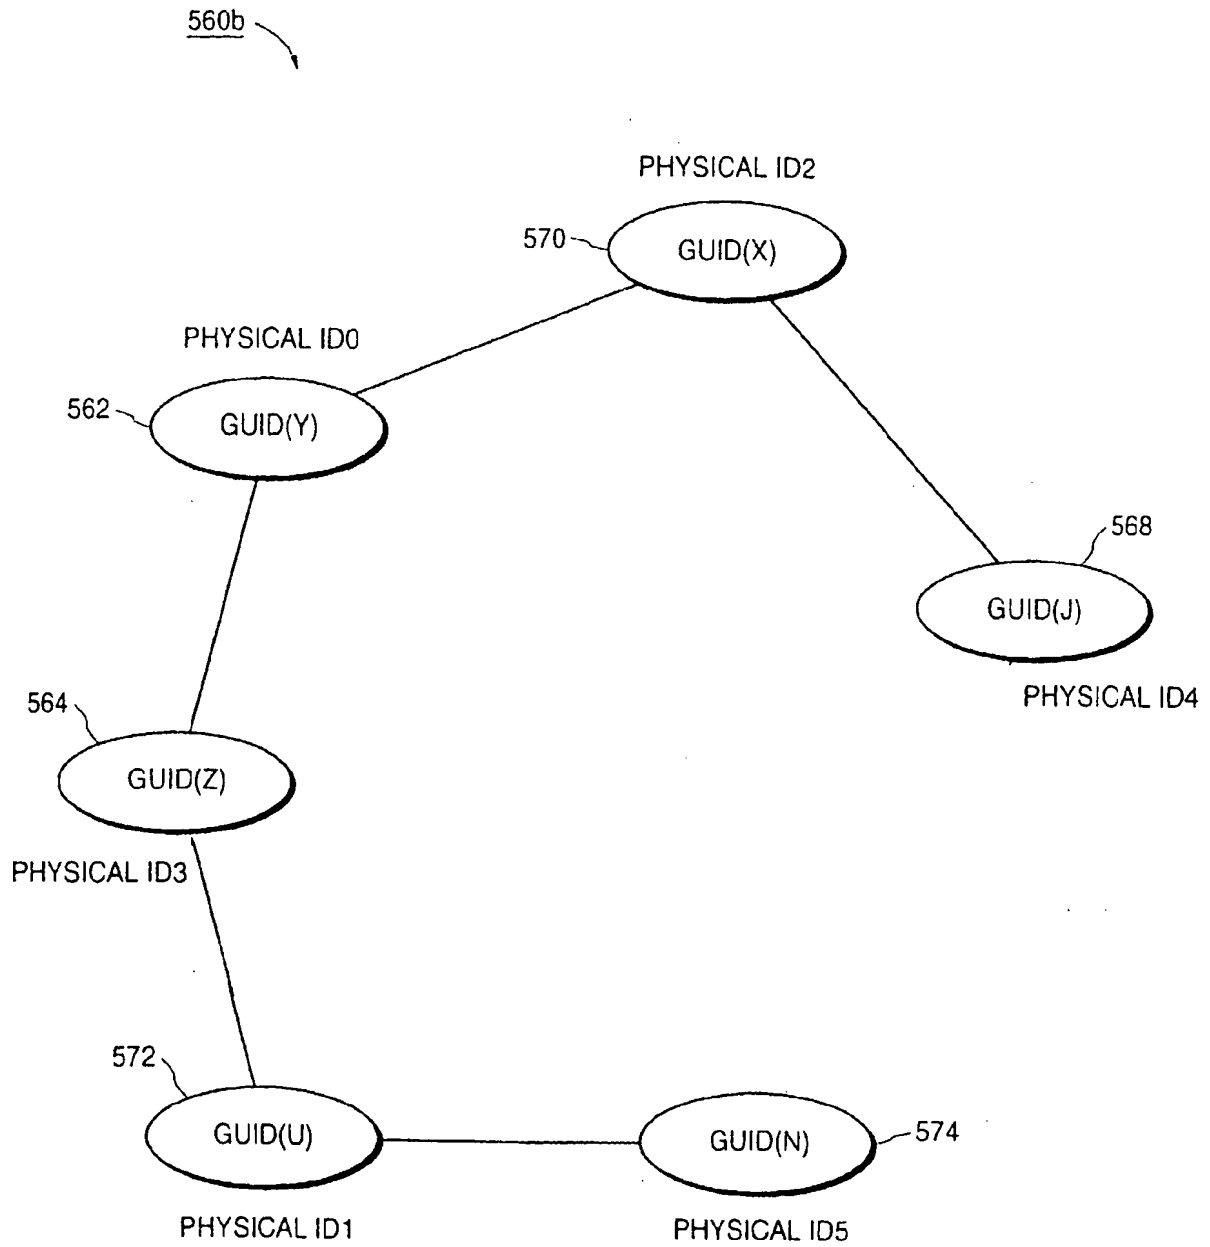 560b
PHYSICAL ID2
570
GUID(X)
PHYSICAL ID0
562
GUID(Y)
568
GUID(J)
PHYSICAL ID4
564
GUID(Z)
PHYSICAL ID3
572
GUID(U)
GUID(N)
574
PHYSICAL ID1
PHYSICAL ID5